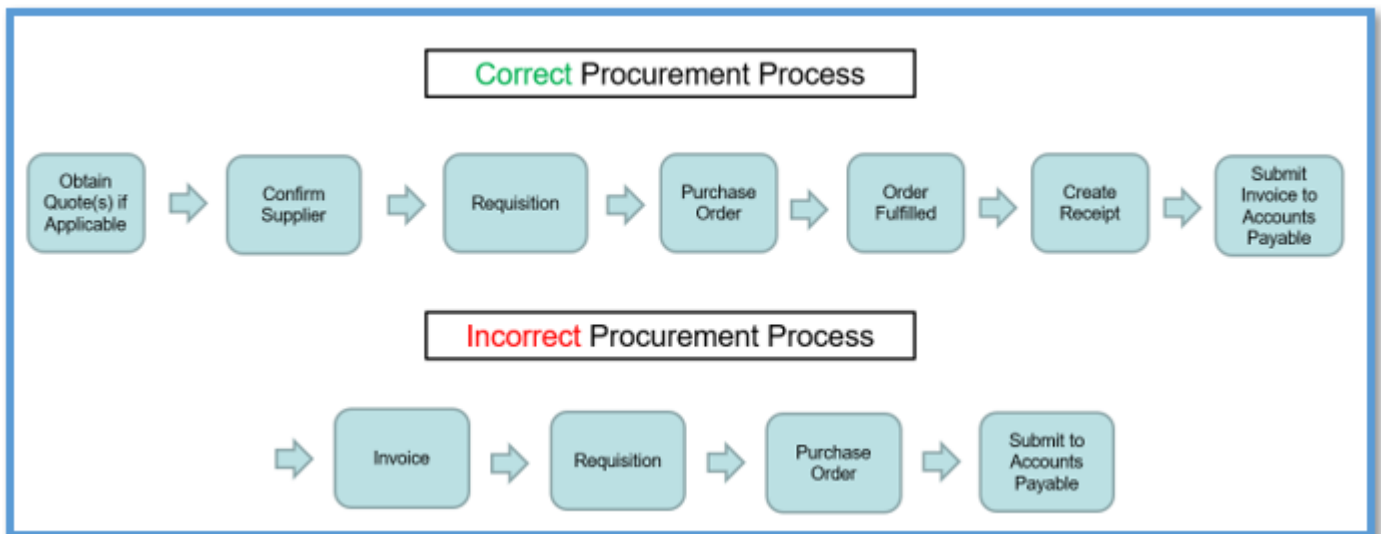 Correct Procurement Process
Obtain
Quote(s) if
Applicable
Confirm
Supplier
Requisition
Purchase
Order
Order
Fulfilled
Create
Receipt
Submit
Invoice to
Accounts
Payable
Incorrect Procurement Process
Invoice
Requisition
Purchase
Order
Submit to
Accounts
Payable